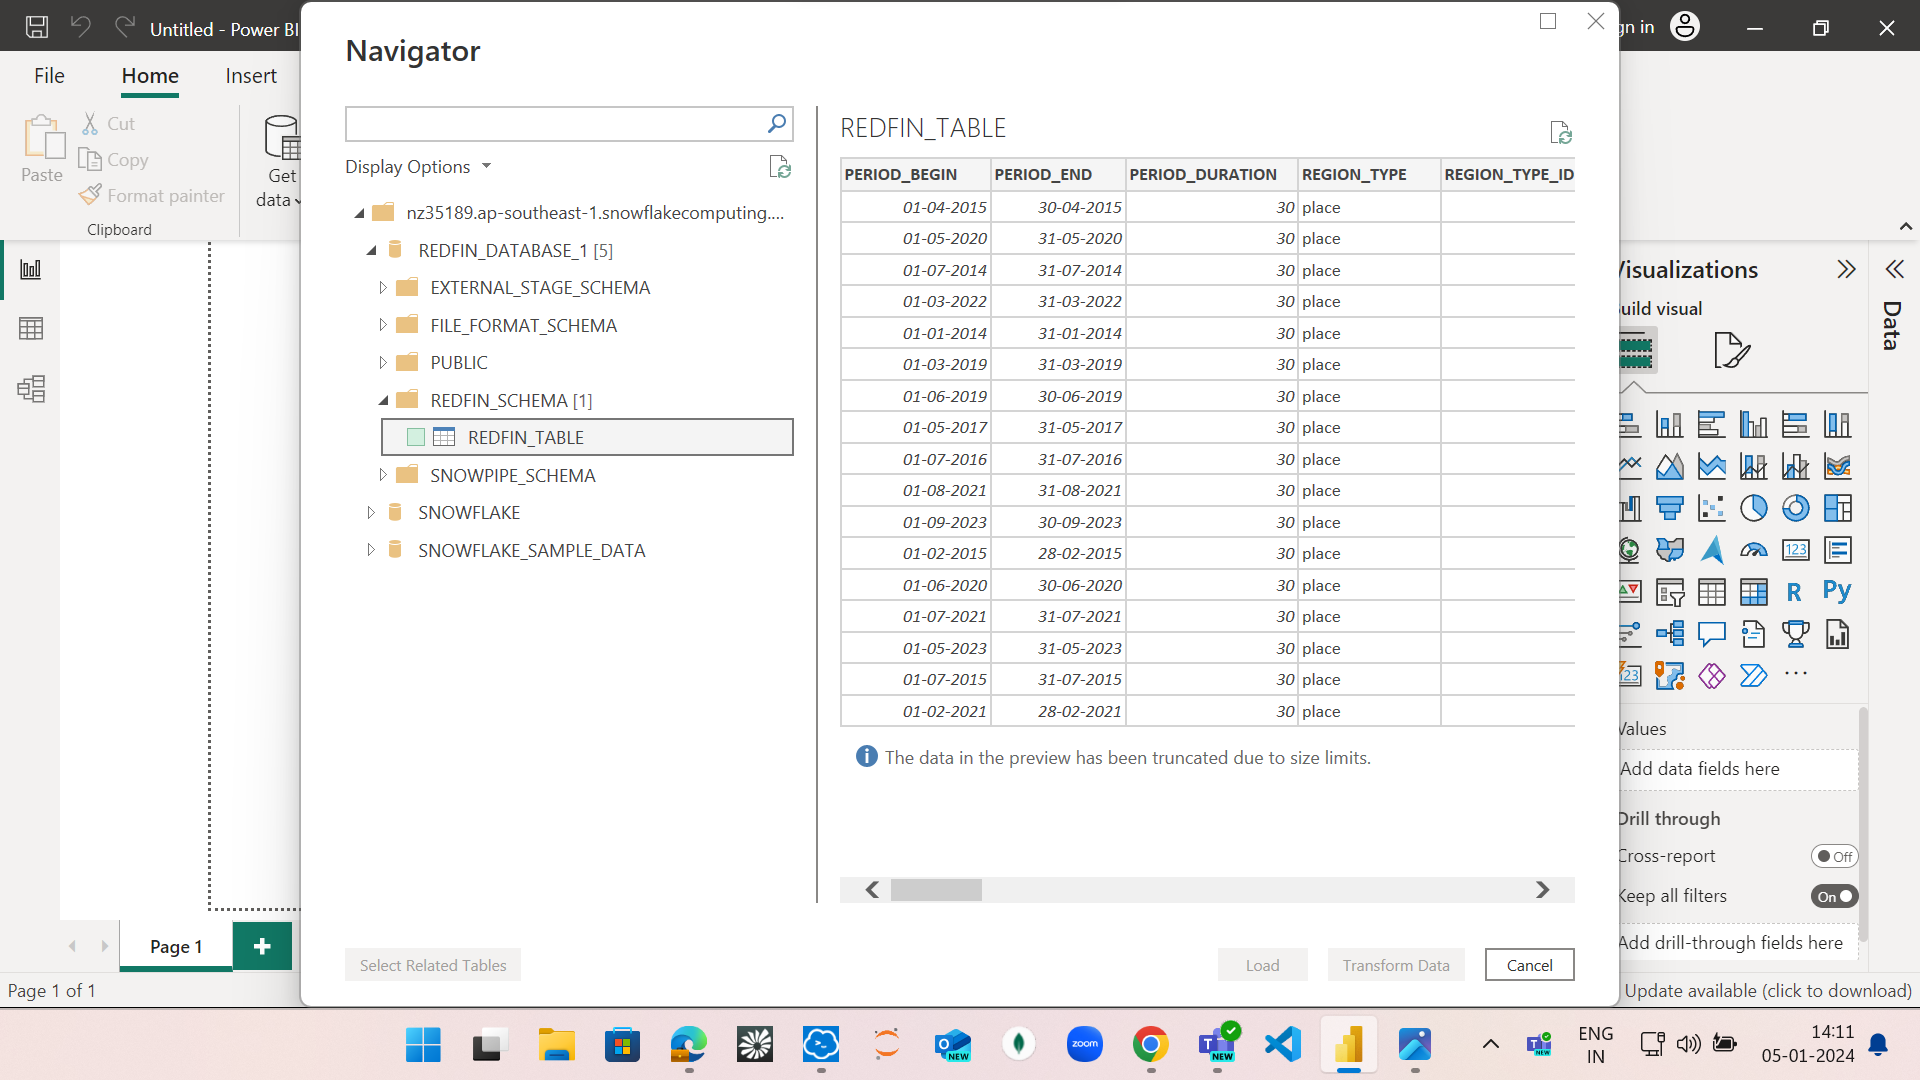 Untitled - Power BI
gn in
File
Home
Insert
Paste
Cut
Copy
Format painter
Clipboard
Get
data
Navigator
Display Options
nz35189.ap-southeast-1.snowflakecomputing....
REDFIN_DATABASE_1 [5]
EXTERNAL_STAGE_SCHEMA
FILE_FORMAT_SCHEMA
PUBLIC
REDFIN_SCHEMA [1]
REDFIN_TABLE
SNOWPIPE_SCHEMA
SNOWFLAKE
SNOWFLAKE_SAMPLE_DATA
REDFIN_TABLE
PERIOD_BEGIN PERIOD_END PERIOD_DURATION REGION_TYPE REGION_TYPE_ID
01-04-2015 30-04-2015 30 place
01-05-2020 31-05-2020 30 place
01-07-2014 31-07-2014 30 place
01-03-2022 31-03-2022 30 place
01-01-2014 31-01-2014 30 place
01-03-2019 31-03-2019 30 place
01-06-2019 30-06-2019 30 place
01-05-2017 31-05-2017 30 place
01-07-2016 31-07-2016 30 place
01-08-2021 31-08-2021 30 place
01-09-2023 30-09-2023 30 place
01-02-2015 28-02-2015 30 place
01-06-2020 30-06-2020 30 place
01-07-2021 31-07-2021 30 place
01-05-2023 31-05-2023 30 place
01-07-2015 31-07-2015 30 place
01-02-2021 28-02-2021 30 place
The data in the preview has been truncated due to size limits.
Select Related Tables
Load
Transform Data
Cancel
Visualizations
Data
uild visual
123
R
Py
123
Values
Add data fields here
Drill through
Cross-report
Off
Keep all filters
On
Add drill-through fields here
Page 1
Page 1 of 1
Update available (click to download)
NEW
zoom
NEW
NEW
ENG
IN
14:11
05-01-2024